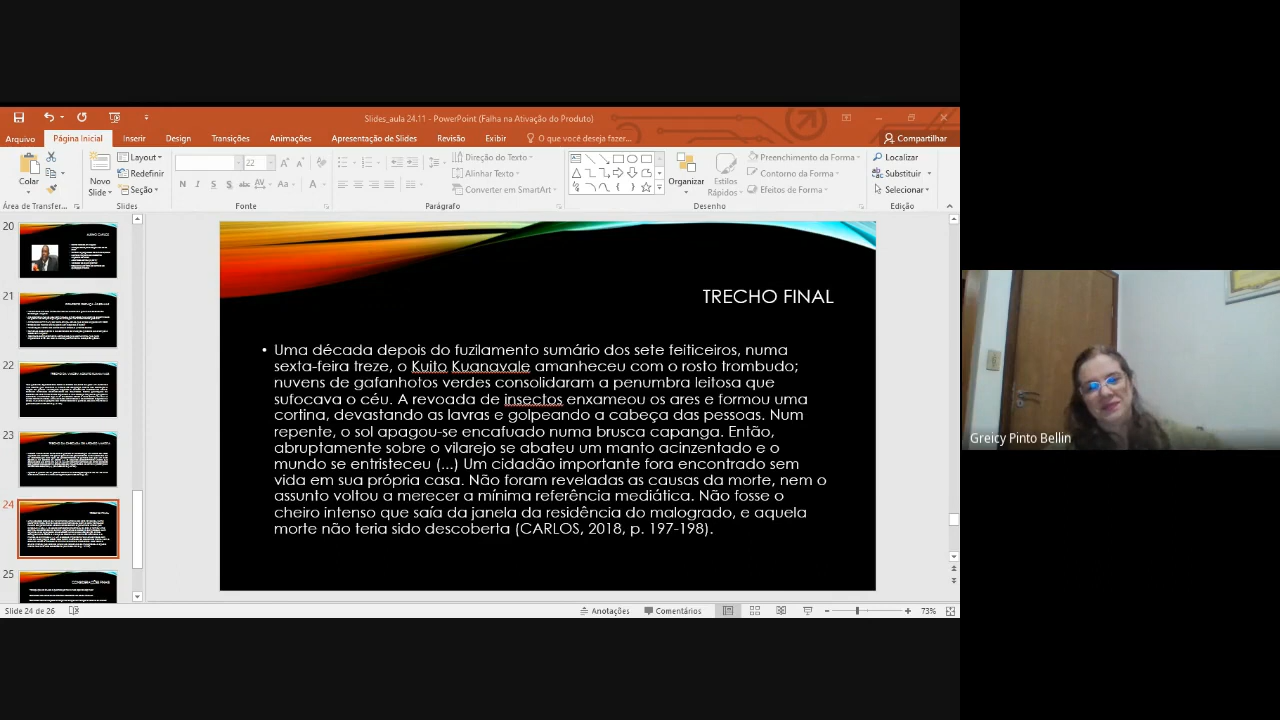 Slides_aula 24.11 - PowerPoint (Falha na Ativação do Produto)
Arquivo Página Inicial Inserir Design Transições Animações Apresentação de Slides Revisão Exibir O que você deseja fazer... Compartilhar
Colar
Novo Slide
Layout
Redefinir
Seção
22
N I S S abc AV Aa A
Direção do Texto
Alinhar Texto
Converter em SmartArt
Organizar
Estilos Rápidos
Preenchimento da Forma
Contorno da Forma
Efeitos de Forma
Localizar
Substituir
Selecionar
Área de Transfer... Slides Fonte Parágrafo Desenho Edição
20
21
22
23
24
25
TRECHO FINAL
• Uma década depois do fuzilamento sumário dos sete feiticeiros, numa
sexta-feira treze, o Kuito Kuanavale amanheceu com o rosto trombudo;
nuvens de gafanhotos verdes consolidaram a penumbra leitosa que
sufocava o céu. A revoada de insectos enxameou os ares e formou uma
cortina, devastando as lavras e golpeando a cabeça das pessoas. Num
repente, o sol apagou-se encafuado numa brusca capanga. Então,
abruptamente sobre o vilarejo se abateu um manto acinzentado e o
mundo se entristeceu (...) Um cidadão importante fora encontrado sem
vida em sua própria casa. Não foram reveladas as causas da morte, nem o
assunto voltou a merecer a mínima referência mediática. Não fosse o
cheiro intenso que saía da janela da residência do malogrado, e aquela
morte não teria sido descoberta (CARLOS, 2018, p. 197-198).
Greicy Pinto Bellin
Slide 24 de 26 Anotações Comentários 73%